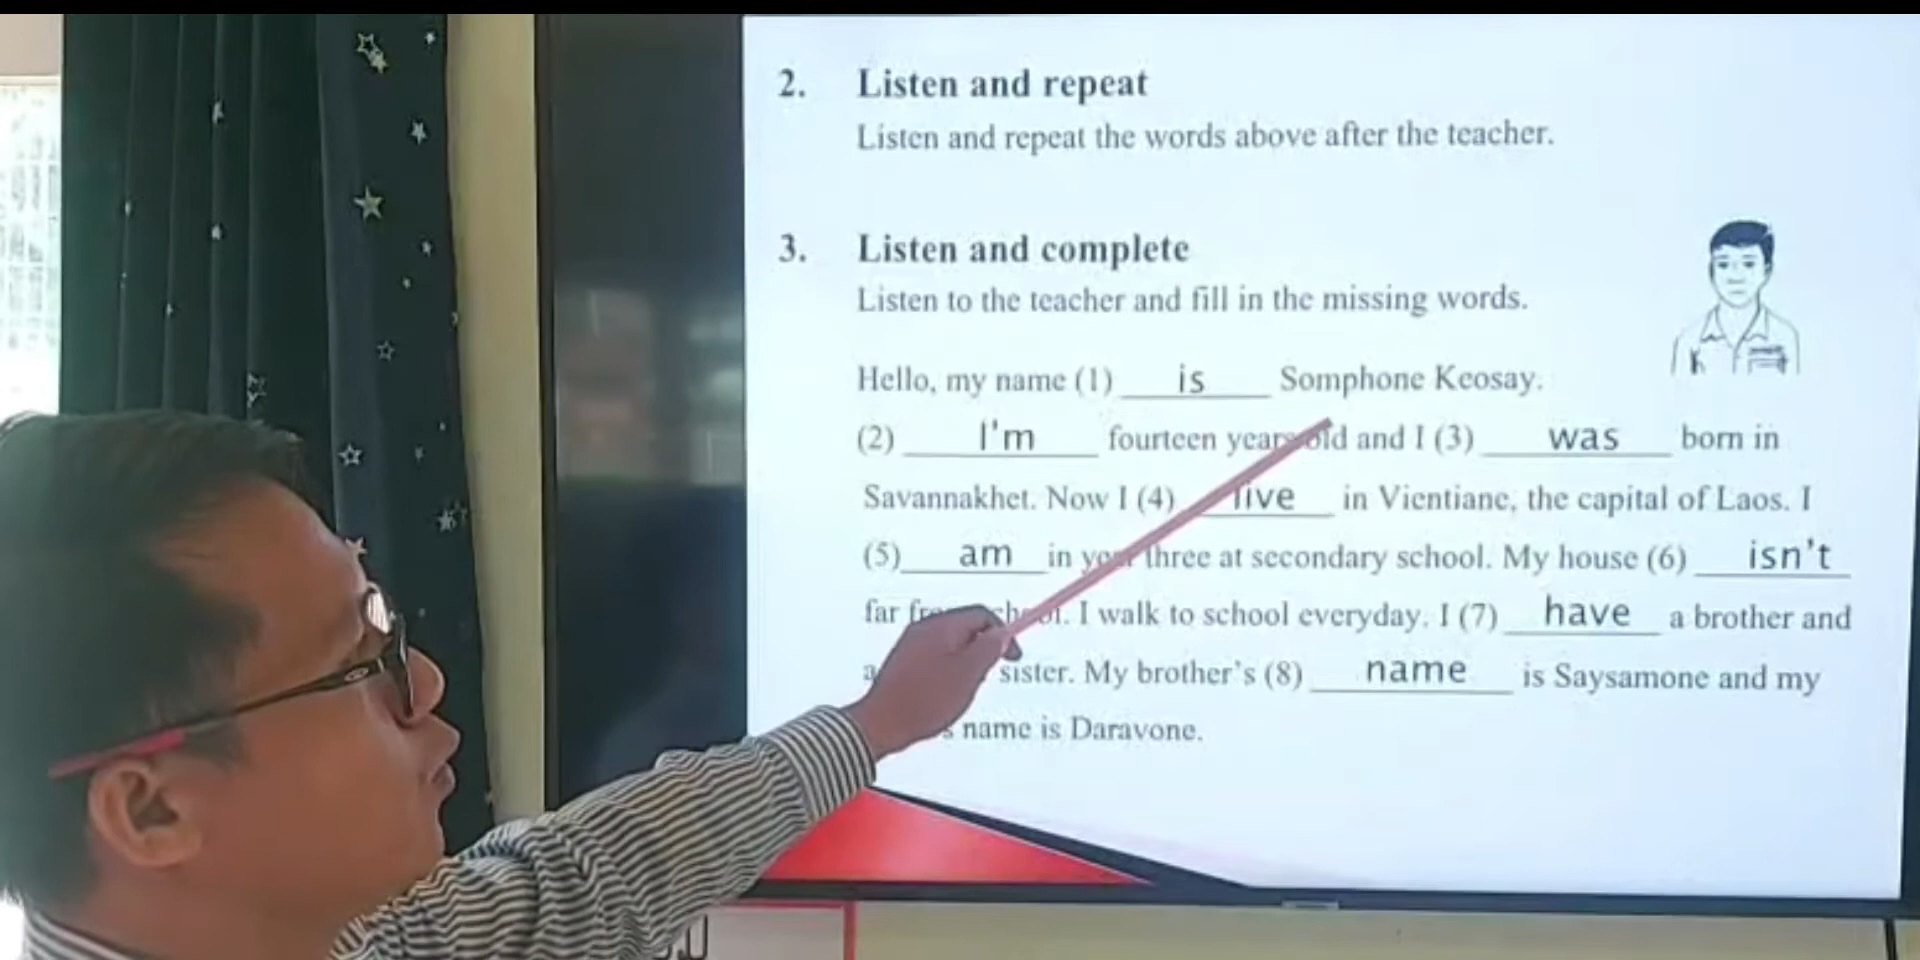 2. Listen and repeat
Listen and repeat the words above after the teacher.
3. Listen and complete
Listen to the teacher and fill in the missing words.
Hello, my name (1) is Somphone Keosay.
(2) I'm fourteen years old and I (3) was born in
Savannakhet. Now I (4) live in Vientiane, the capital of Laos. I
(5) am in year three at secondary school. My house (6) isn't
far from school. I walk to school everyday. I (7) have a brother and
sister. My brother's (8) name is Saysamone and my
name is Daravone.